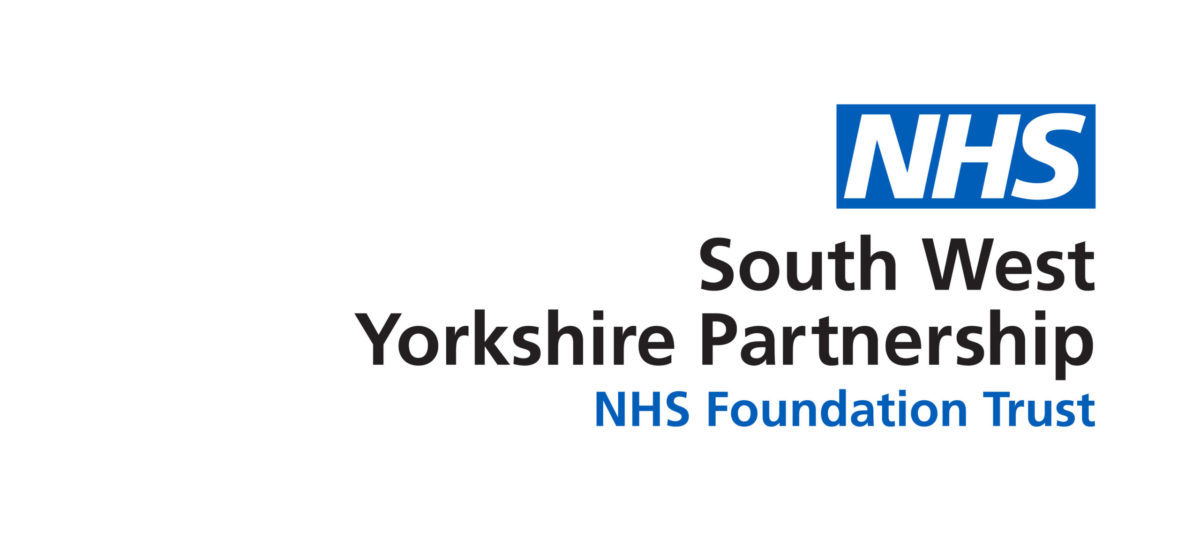 NHS
South West
Yorkshire Partnership
NHS Foundation Trust